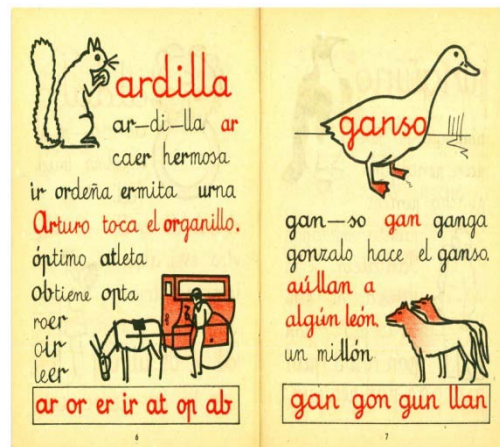 ardilla
ar—di—lla ar
caer hermosa
ir ordeña ermita urna
Arturo toca el organillo.
óptimo atleta
obtiene opta
roer
oir
leer
ar or er ir at op ab
6
ganso
gan—so gan ganga
gonzalo hace el ganso.
aúllan a
algún león.
un millón
gan gon gun llan
7